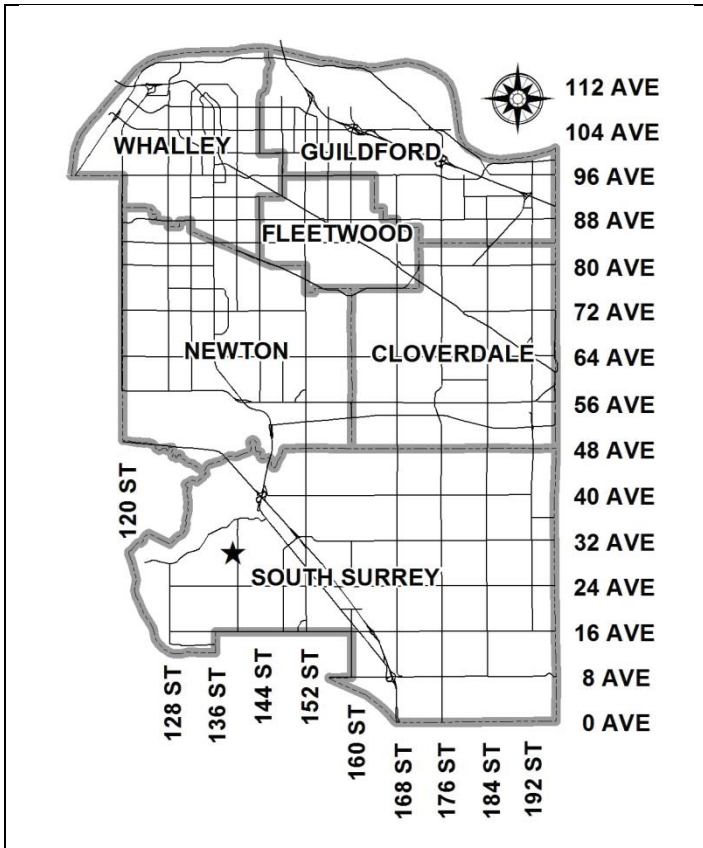 112 AVE
104 AVE
WHALLEY
GUILDFORD
96 AVE
88 AVE
FLEETWOOD
80 AVE
72 AVE
NEWTON
CLOVERDALE
64 AVE
56 AVE
48 AVE
120 ST
40 AVE
32 AVE
SOUTH SURREY
24 AVE
16 AVE
128 ST
136 ST
144 ST
152 ST
160 ST
8 AVE
0 AVE
168 ST
176 ST
184 ST
192 ST